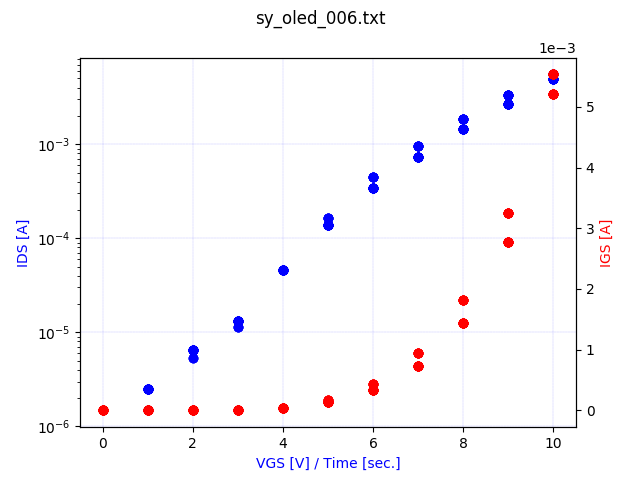 sy_oled_006.txt
1e−3
10⁻³
10⁻⁴
10⁻⁵
10⁻⁶
IDS [A]
5
4
3
2
1
0
IGS [A]
0 2 4 6 8 10
VGS [V] / Time [sec.]